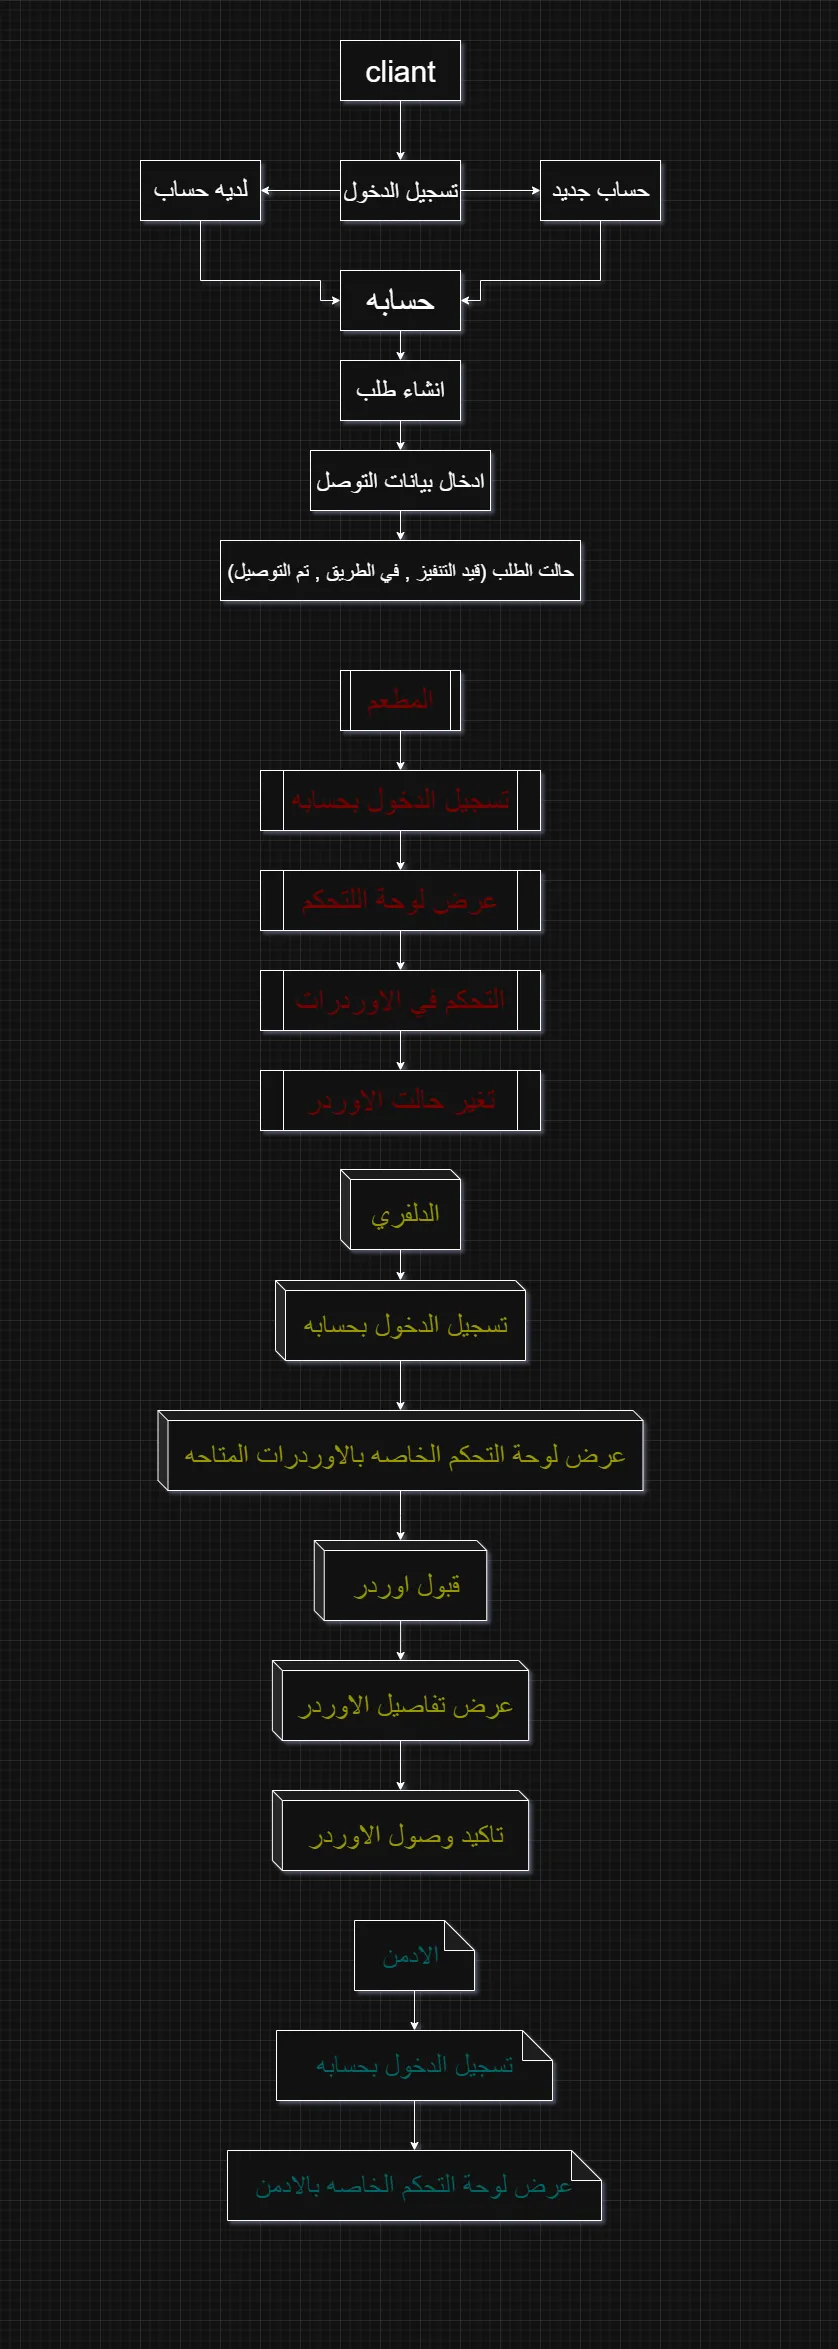 cliant
لديه حساب
تسجيل الدخول
حساب جديد
حسابه
انشاء طلب
ادخال بيانات التوصل
حالت الطلب (قيد التنفيز , في الطريق , تم التوصيل)
المطعم
تسجيل الدخول بحسابه
عرض لوحة اللتحكم
التحكم في الاوردرات
تغير حالت الاوردر
الدلفري
تسجيل الدخول بحسابه
عرض لوحة التحكم الخاصه بالاوردرات المتاحه
قبول اوردر
عرض تفاصيل الاوردر
تاكيد وصول الاوردر
الادمن
تسجيل الدخول بحسابه
عرض لوحة التحكم الخاصه بالادمن